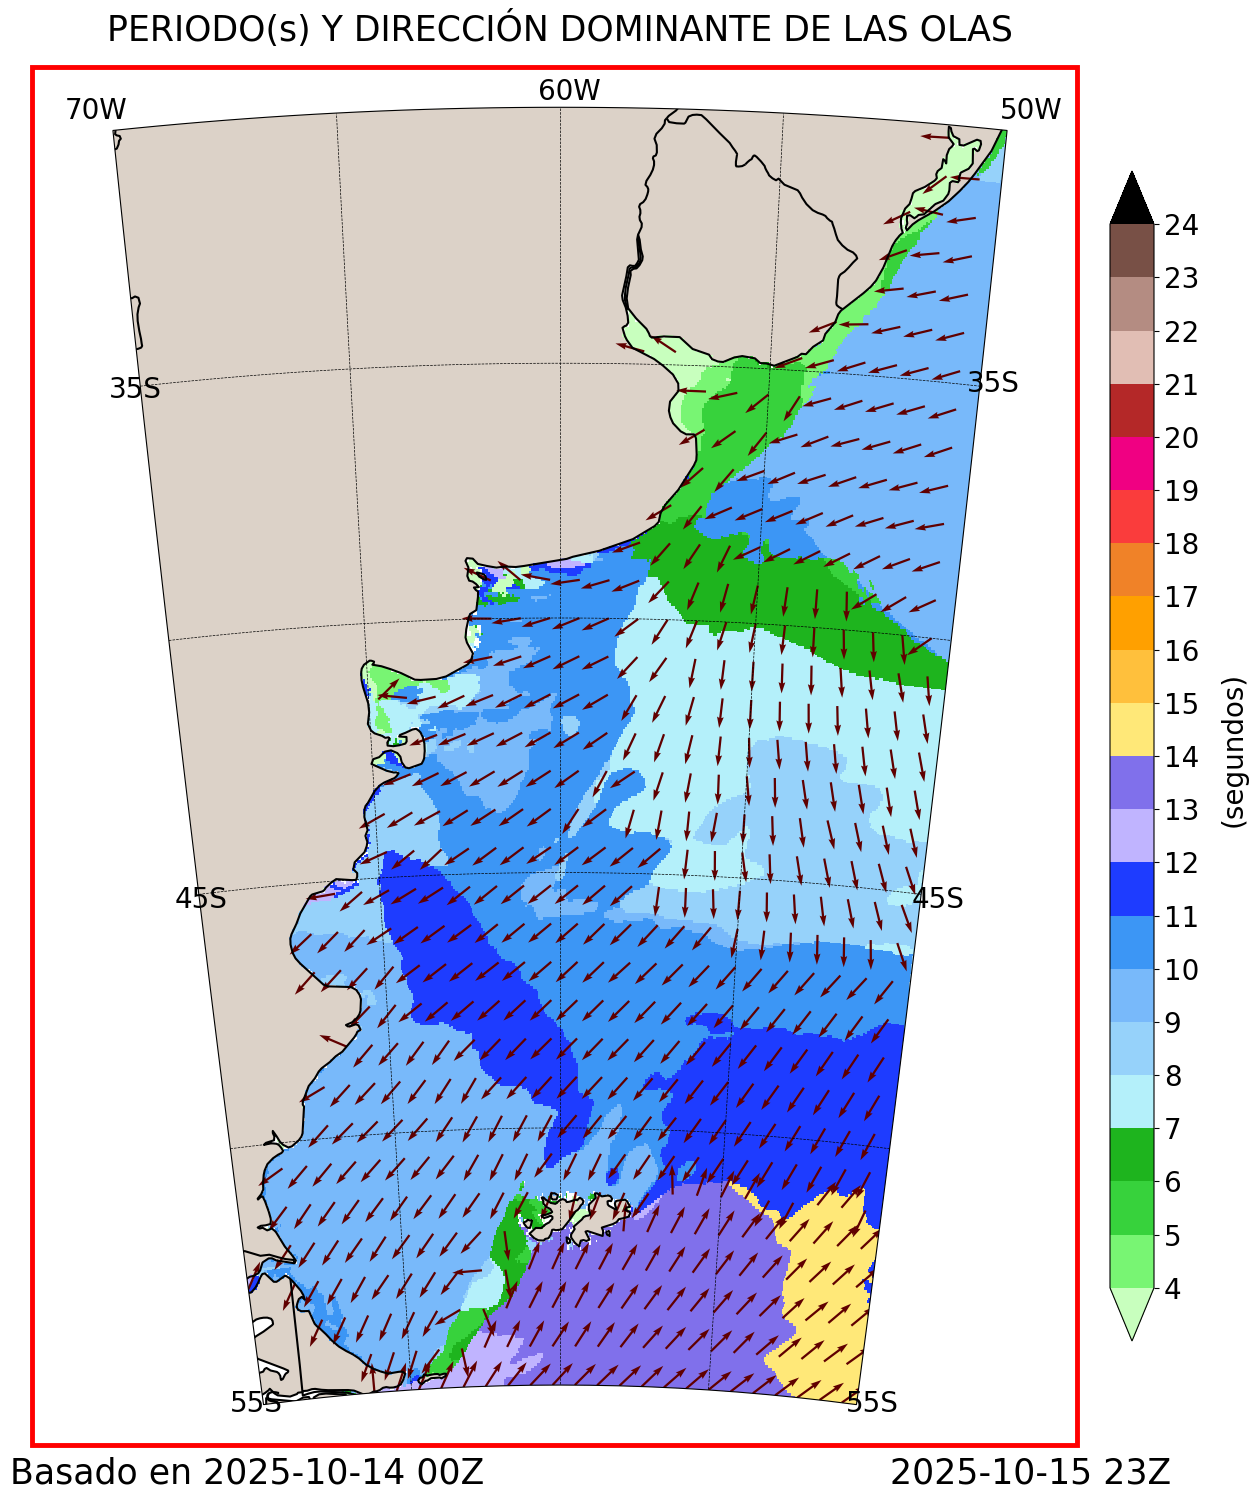 PERIODO(s) Y DIRECCIÓN DOMINANTE DE LAS OLAS
70W
60W
50W
35S
35S
45S
45S
55S
55S
24
23
22
21
20
19
18
17
16
15
14
13
12
11
10
9
8
7
6
5
4
(segundos)
Basado en 2025-10-14 00Z
2025-10-15 23Z